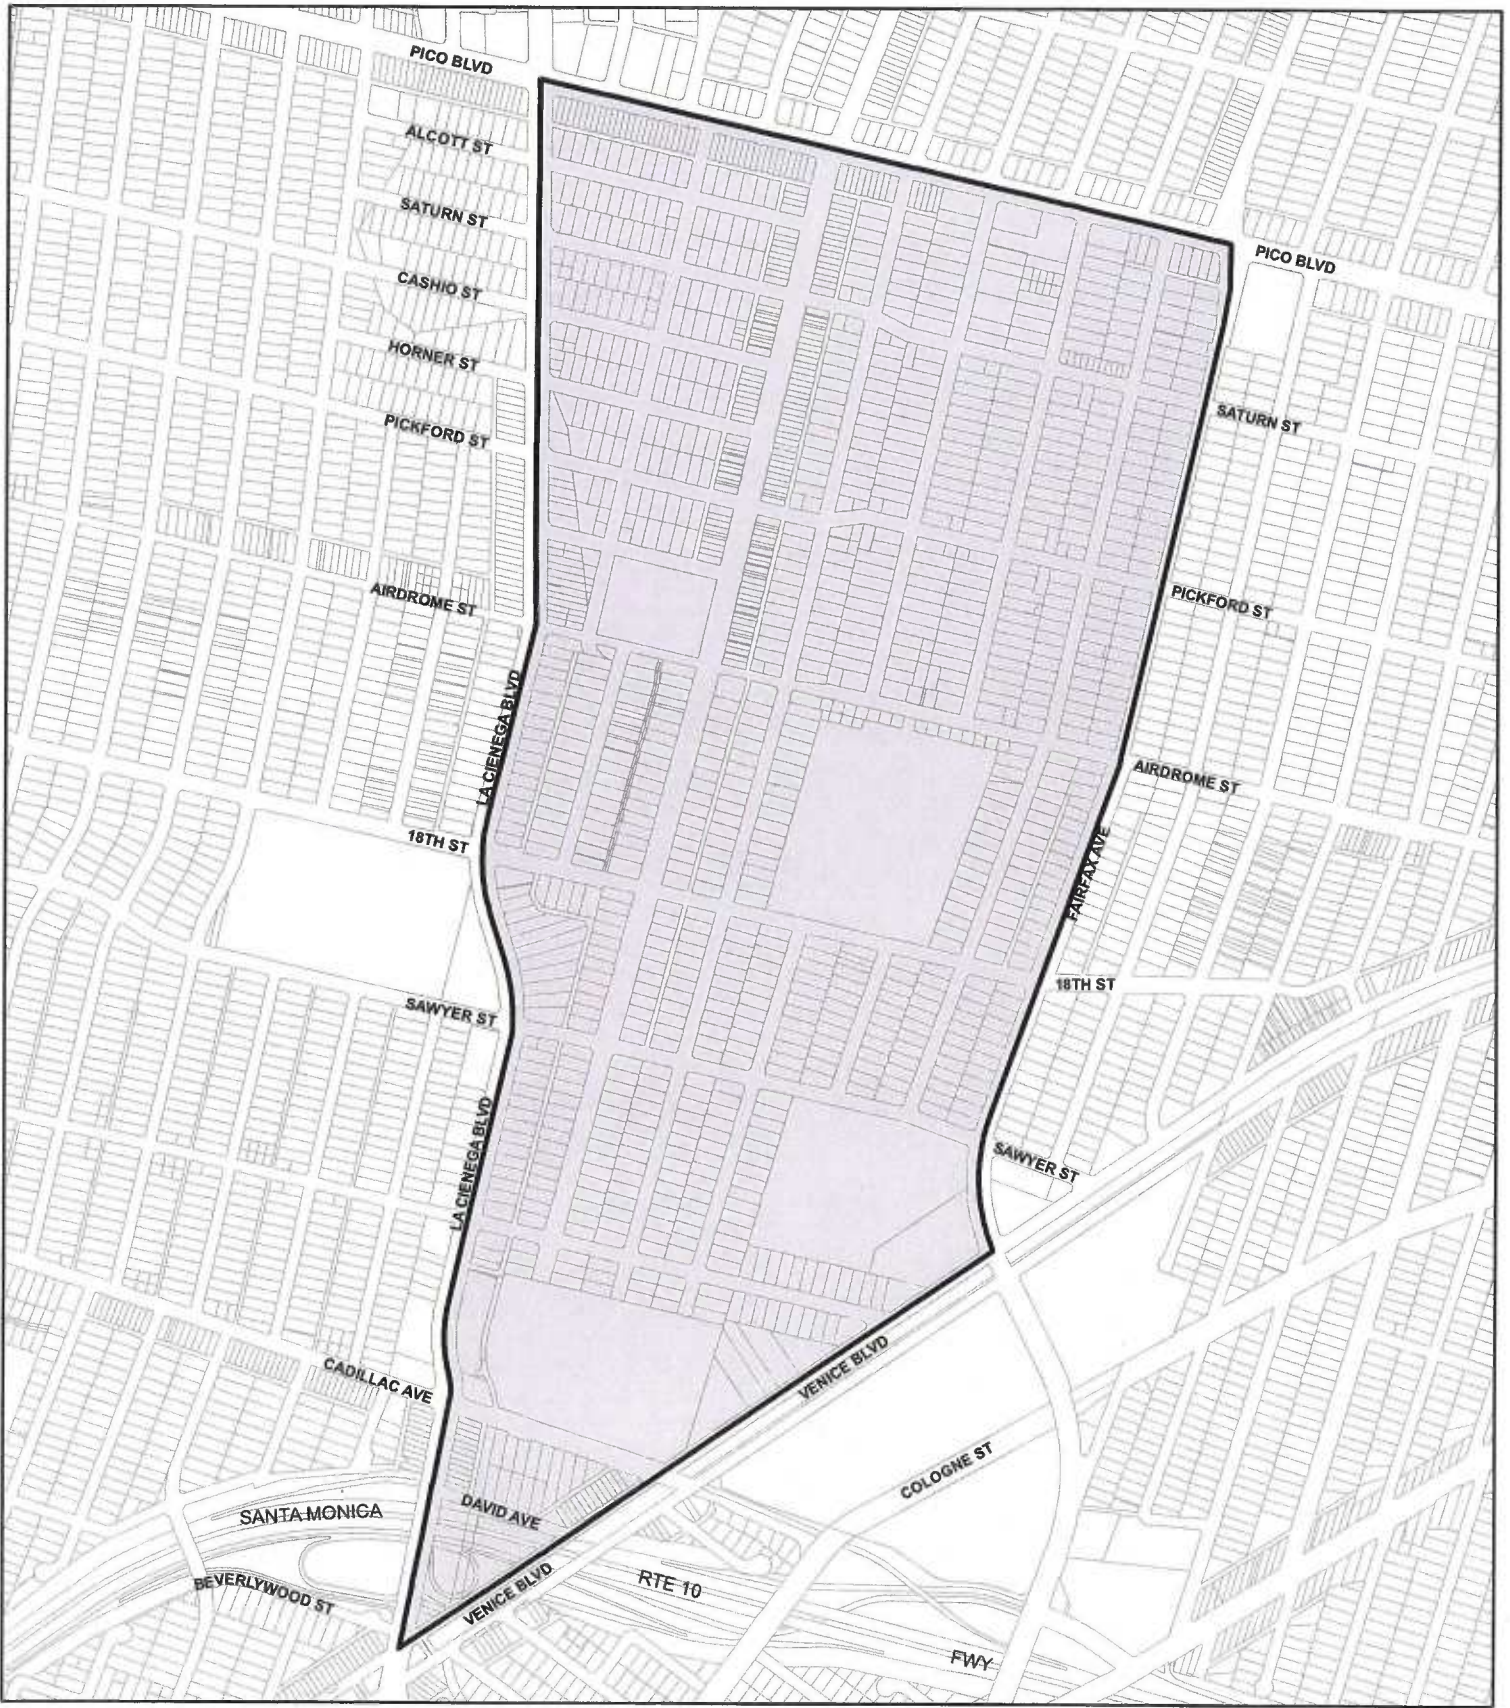 PICO BLVD
ALCOTT ST
SATURN ST
PICO BLVD
CASHIO ST
HORNER ST
SATURN ST
PICKFORD ST
AIRDROME ST
PICKFORD ST
LA CIENEGA BLVD
AIRDROME ST
18TH ST
FAIRFAX AVE
18TH ST
SAWYER ST
LA CIENEGA BLVD
SAWYER ST
CADILLAC AVE
VENICE BLVD
COLOGNE ST
DAVID AVE
SANTA MONICA
BEVERLYWOOD ST
VENICE BLVD
RTE 10
FWY